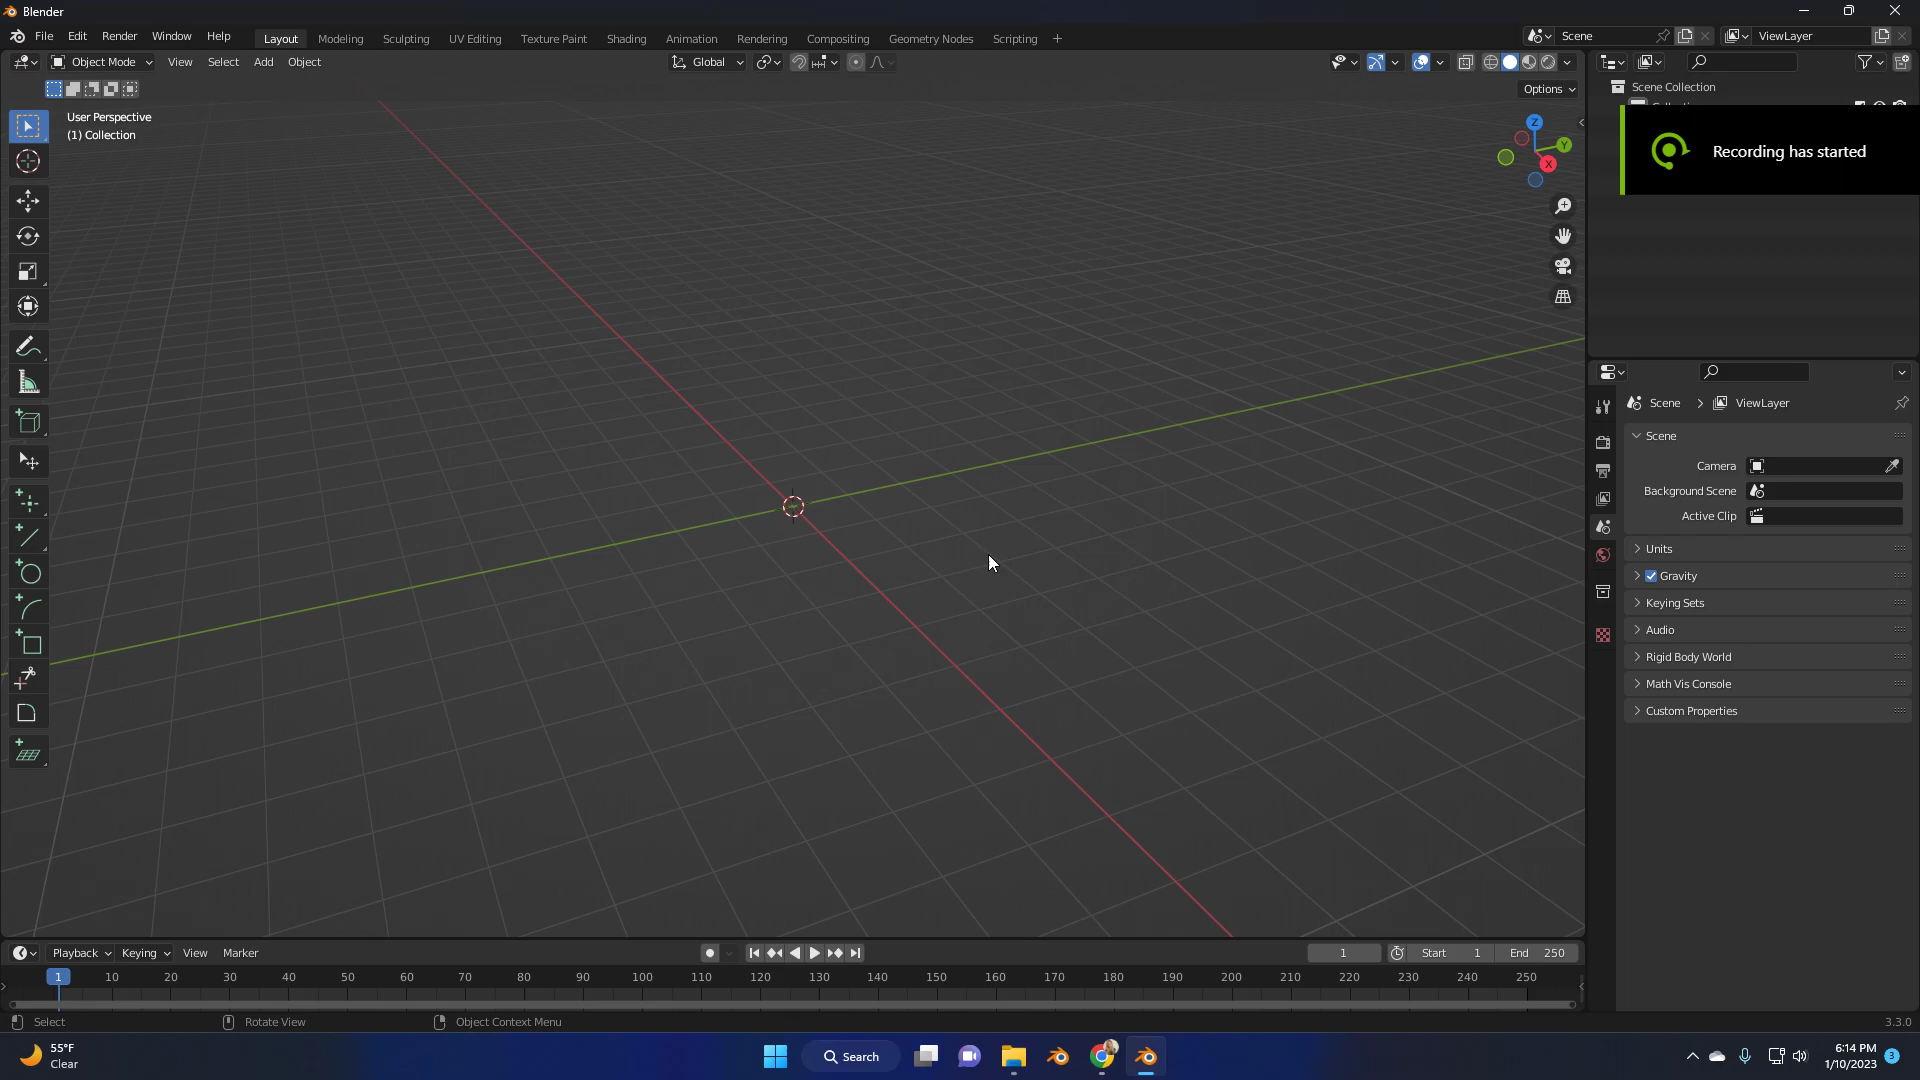 Blender
File Edit Render Window Help Layout Modeling Sculpting UV Editing Texture Paint Shading Animation Rendering Compositing Geometry Nodes Scripting + Scene ViewLayer
Object Mode View Select Add Object Global
Options
User Perspective
(1) Collection
Z
Y
X
Scene Collection
Recording has started
Scene > ViewLayer
Scene
Camera
Background Scene
Active Clip
Units
Gravity
Keying Sets
Audio
Rigid Body World
Math Vis Console
Custom Properties
Playback Keying View Marker 1 Start 1 End 250
1 10 20 30 40 50 60 70 80 90 100 110 120 130 140 150 160 170 180 190 200 210 220 230 240 250
Select Rotate View Object Context Menu 3.3.0
55°F
Clear
Search
6:14 PM
1/10/2023
3